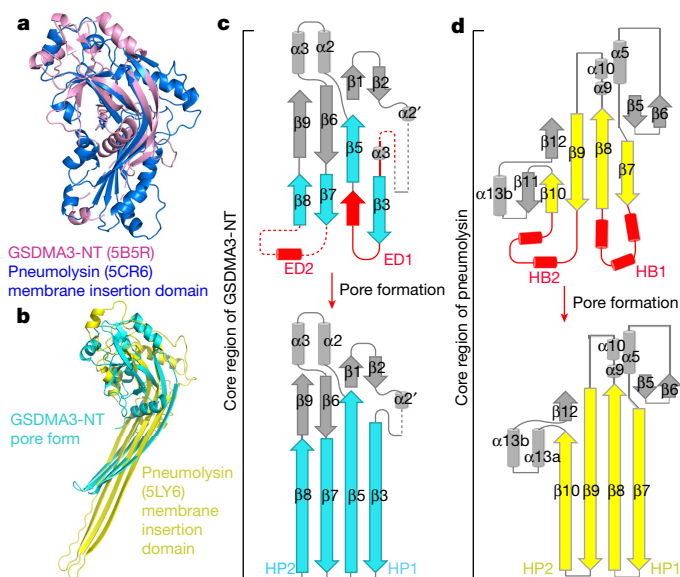 a
GSDMA3-NT (5B5R)
Pneumolysin (5CR6)
membrane insertion domain
b
GSDMA3-NT
pore form
Pneumolysin
(5LY6)
membrane
insertion
domain
c
Core region of GSDMA3-NT
α3
α2
β1
β2
α2′
β9
β6
β5
α3
β8
β7
β3
ED2
ED1
Pore formation
α3
α2
β1
β2
α2′
β9
β6
β8
β7
β5
β3
HP2
HP1
d
Core region of pneumolysin
α5
α10
α9
β5
β6
β12
β9
β8
β7
α13b
β11
β10
HB2
HB1
Pore formation
α10
α5
α9
β5
β6
β12
α13b
α13a
β10
β9
β8
β7
HP2
HP1